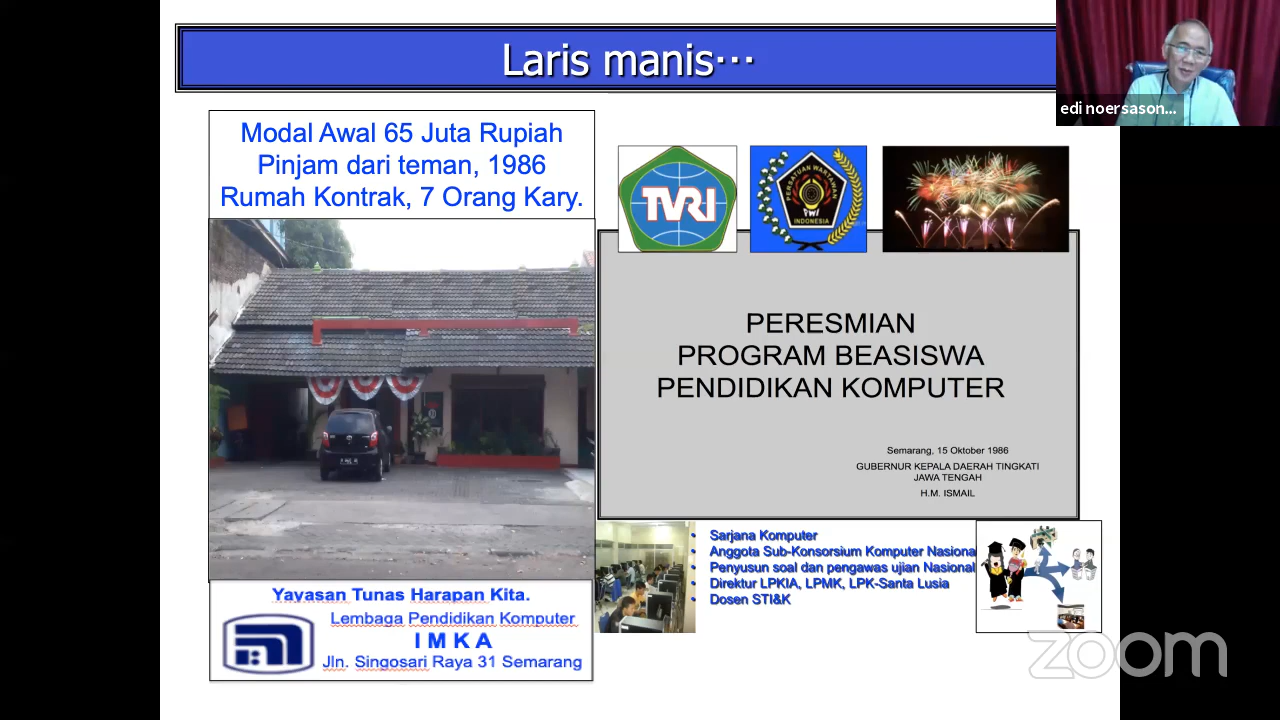 Laris manis…
edi noersason...
Modal Awal 65 Juta Rupiah
Pinjam dari teman, 1986
Rumah Kontrak, 7 Orang Kary.
TVRI
PERSATUAN WARTAWAN
PWI
INDONESIA
PERESMIAN
PROGRAM BEASISWA
PENDIDIKAN KOMPUTER
Semarang, 15 Oktober 1986
GUBERNUR KEPALA DAERAH TINGKATI
JAWA TENGAH
H.M. ISMAIL
• Sarjana Komputer
• Anggota Sub-Konsorsium Komputer Nasiona
• Penyusun soal dan pengawas ujian Nasional
• Direktur LPKIA, LPMK, LPK-Santa Lusia
• Dosen STI&K
Yayasan Tunas Harapan Kita.
Lembaga Pendidikan Komputer
I M K A
Jln. Singosari Raya 31 Semarang
zoom